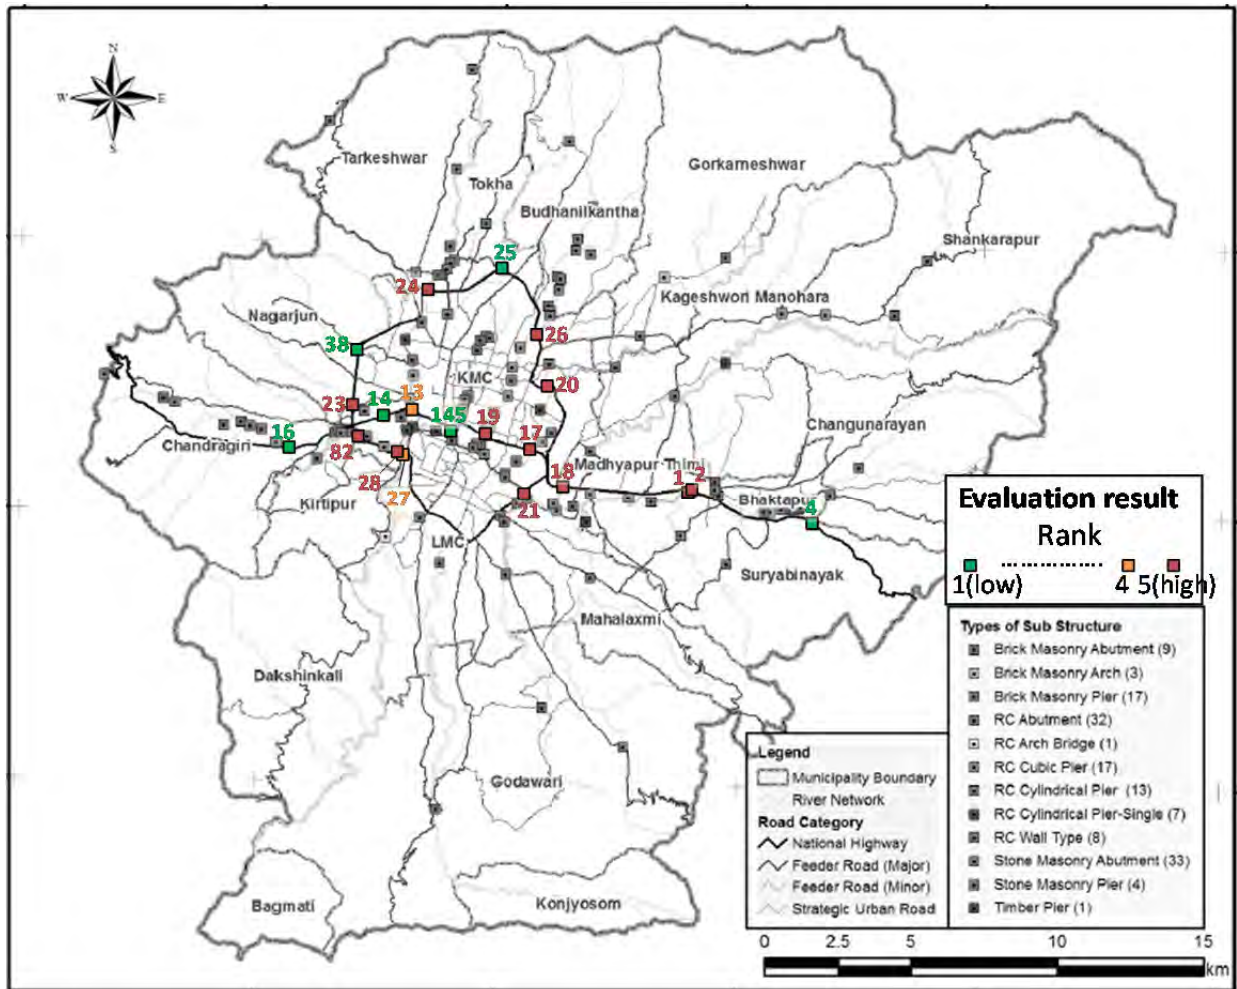 N
W E
S
Tarkeshwar
Gorkarneshwar
Tokha
Budhanilkantha
Shankarapur
25
24
Kageshwori Manohara
Nagarjun
26
38
KMC
20
23
14
13
145
19
Changunarayan
16
Chandragiri
82
17
Madhyapur Thimi
18
1
2
28
27
Kirtipur
21
Bhaktapur
4
LMC
Suryabinayak
Mahalaxmi
Dakshinkali
Godawari
Bagmati
Konjyosom
Evaluation result
Rank
1(low) 4 5(high)
Types of Sub Structure
Brick Masonry Abutment (9)
Brick Masonry Arch (3)
Brick Masonry Pier (17)
RC Abutment (32)
RC Arch Bridge (1)
RC Cubic Pier (17)
RC Cylindrical Pier (13)
RC Cylindrical Pier-Single (7)
RC Wall Type (8)
Stone Masonry Abutment (33)
Stone Masonry Pier (4)
Timber Pier (1)
Legend
Municipality Boundary
River Network
Road Category
National Highway
Feeder Road (Major)
Feeder Road (Minor)
Strategic Urban Road
0 2.5 5 10 15
km